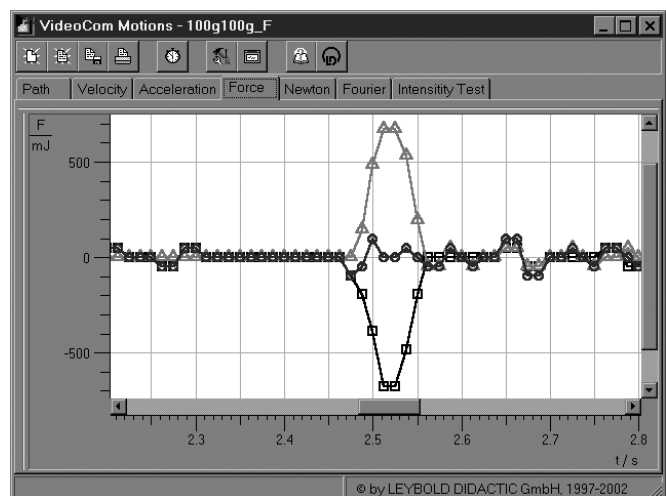 VideoCom Motions - 100g100g_F
Path Velocity Acceleration Force Newton Fourier Intensitity Test
F
mJ
500
0
-500
2.3 2.4 2.5 2.6 2.7 2.8
t / s
© by LEYBOLD DIDACTIC GmbH, 1997-2002